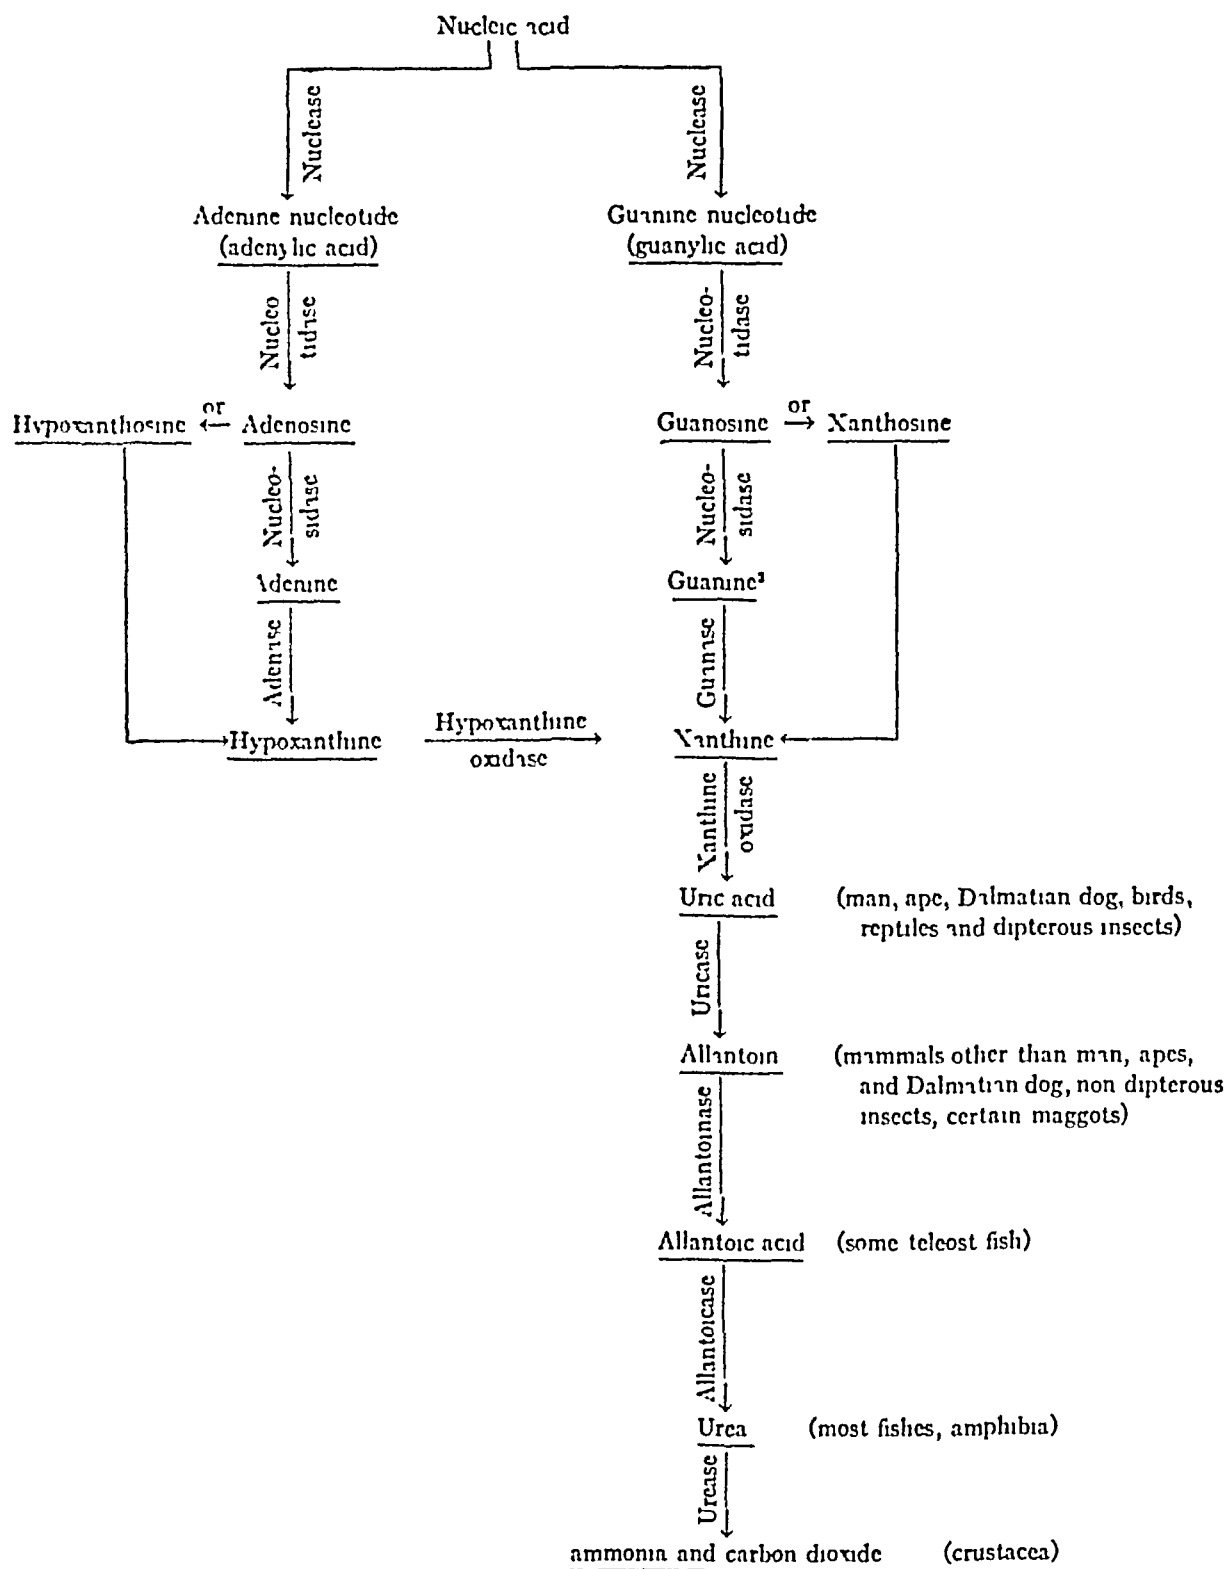 Nucleic acid
Nuclease
Nuclease
Adenine nucleotide
(adenylic acid)
Guanine nucleotide
(guanylic acid)
Nucleo
tidase
Nucleo-
tidase
Hypoxanthosine
or
Adenosine
Guanosine
or
Xanthosine
Nucleo-
sidase
Nucleo-
sidase
Adenine
Guanine³
Adenase
Guanase
Hypoxanthine
Hypoxanthine
oxidase
Xanthine
Xanthine
oxidase
Uric acid
(man, ape, Dalmatian dog, birds,
reptiles and dipterous insects)
Uricase
Allantoin
(mammals other than man, apes,
and Dalmatian dog, non dipterous
insects, certain maggots)
Allantoinase
Allantoic acid
(some teleost fish)
Allantoicase
Urea
(most fishes, amphibia)
Urease
ammonia and carbon dioxide
(crustacea)